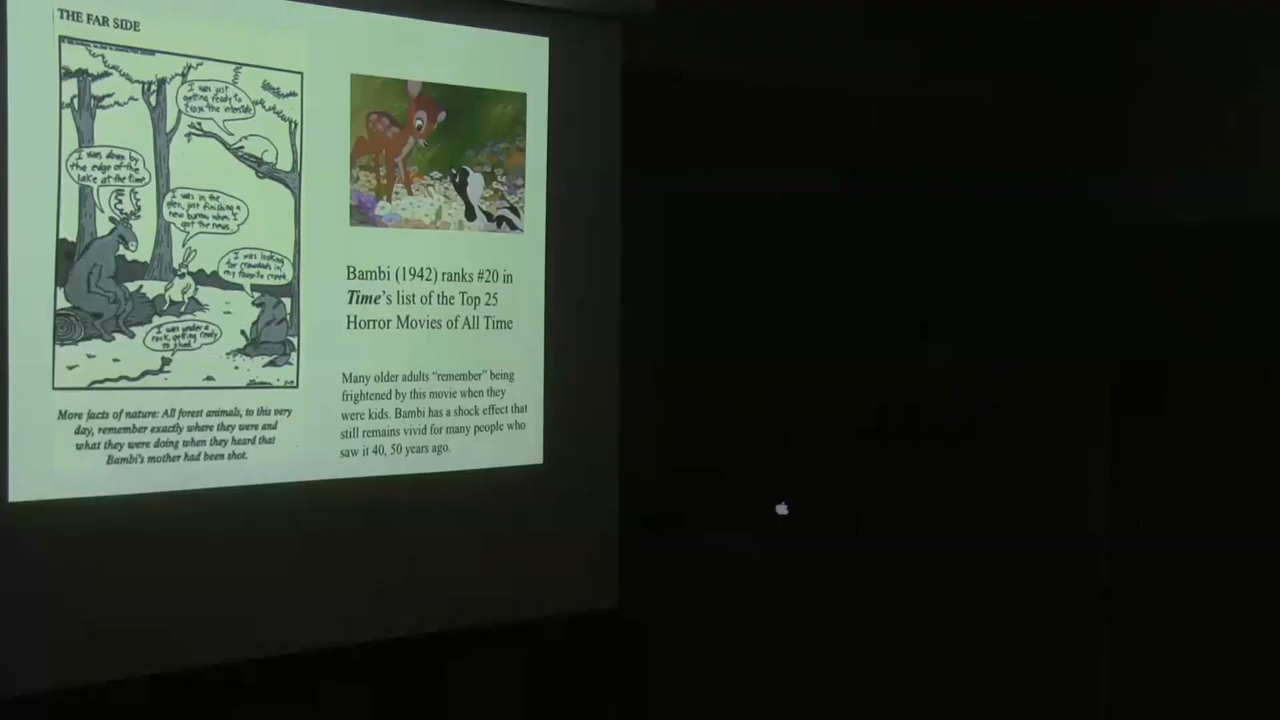 THE FAR SIDE
I was just
getting ready to
cross the interstate.
I was down by
the edge of the
lake at the time.
I was in the
glen, just finishing a
new burrow when I
got the news.
I was looking
for crawdads in
my favorite creek.
I was under a
rock, getting ready
to shed.
More facts of nature: All forest animals, to this very
day, remember exactly where they were and
what they were doing when they heard that
Bambi's mother had been shot.
Bambi (1942) ranks #20 in
Time's list of the Top 25
Horror Movies of All Time
Many older adults “remember” being
frightened by this movie when they
were kids. Bambi has a shock effect that
still remains vivid for many people who
saw it 40, 50 years ago.